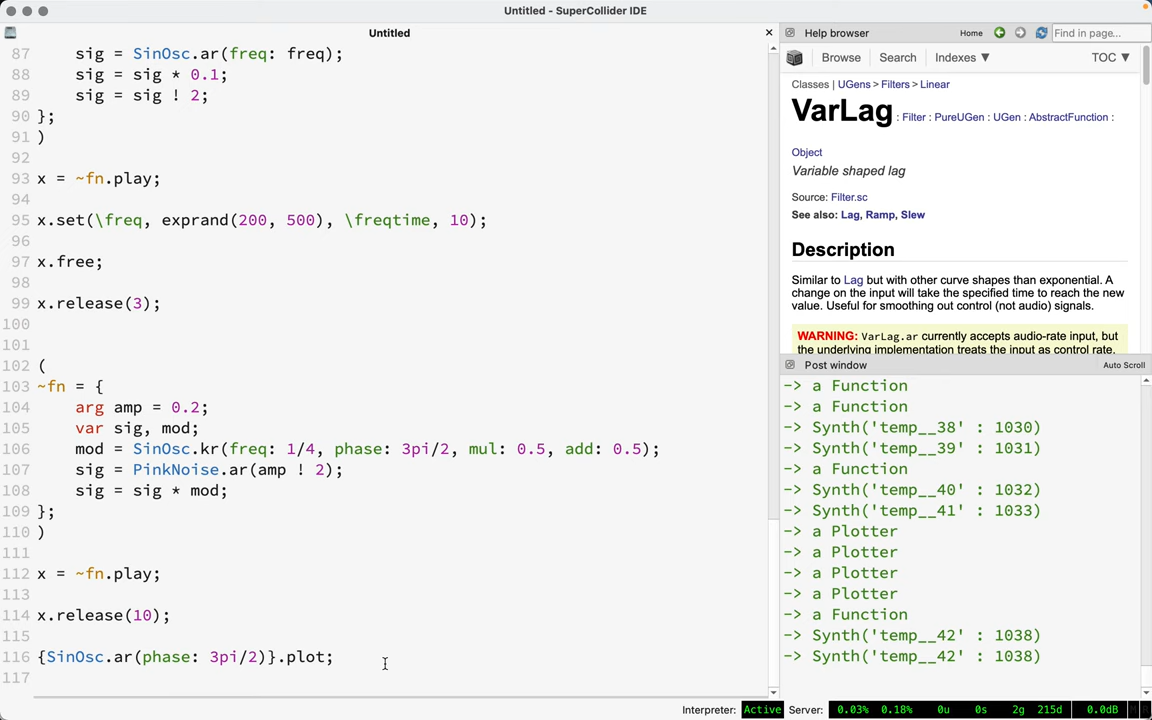 Untitled - SuperCollider IDE
Untitled
87 sig = SinOsc.ar(freq: freq);
88 sig = sig * 0.1;
89 sig = sig ! 2;
90 };
91 )
92
93 x = ~fn.play;
94
95 x.set(\freq, exprand(200, 500), \freqtime, 10);
96
97 x.free;
98
99 x.release(3);
100
101
102 (
103 ~fn = {
104 arg amp = 0.2;
105 var sig, mod;
106 mod = SinOsc.kr(freq: 1/4, phase: 3pi/2, mul: 0.5, add: 0.5);
107 sig = PinkNoise.ar(amp ! 2);
108 sig = sig * mod;
109 };
110 )
111
112 x = ~fn.play;
113
114 x.release(10);
115
116 {SinOsc.ar(phase: 3pi/2)}.plot;
117
Help browser Home Find in page...
Browse Search Indexes ▼ TOC ▼
Classes | UGens > Filters > Linear
VarLag : Filter : PureUGen : UGen : AbstractFunction :
Object
Variable shaped lag
Source: Filter.sc
See also: Lag, Ramp, Slew
Description
Similar to Lag but with other curve shapes than exponential. A
change on the input will take the specified time to reach the new
value. Useful for smoothing out control (not audio) signals.
WARNING: VarLag.ar currently accepts audio-rate input, but
the underlying implementation treats the input as control rate.
Post window Auto Scroll
-> a Function
-> a Function
-> Synth('temp__38' : 1030)
-> Synth('temp__39' : 1031)
-> a Function
-> Synth('temp__40' : 1032)
-> Synth('temp__41' : 1033)
-> a Plotter
-> a Plotter
-> a Plotter
-> a Plotter
-> a Function
-> Synth('temp__42' : 1038)
-> Synth('temp__42' : 1038)
Interpreter: Active Server: 0.03% 0.18% 0u 0s 2g 215d 0.0dB M R